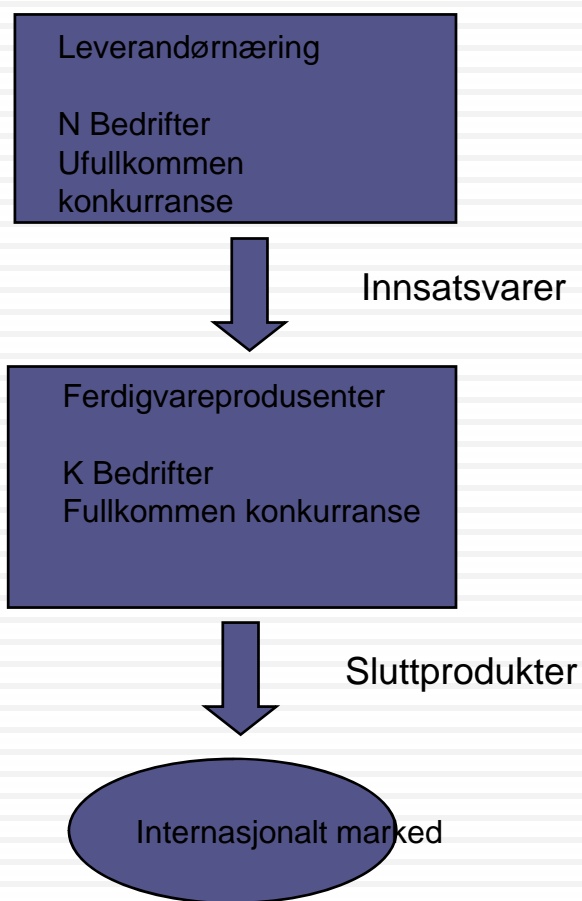 Leverandørnæring
N Bedrifter
Ufullkommen
konkurranse
Innsatsvarer
Ferdigvareprodusenter
K Bedrifter
Fullkommen konkurranse
Sluttprodukter
Internasjonalt marked